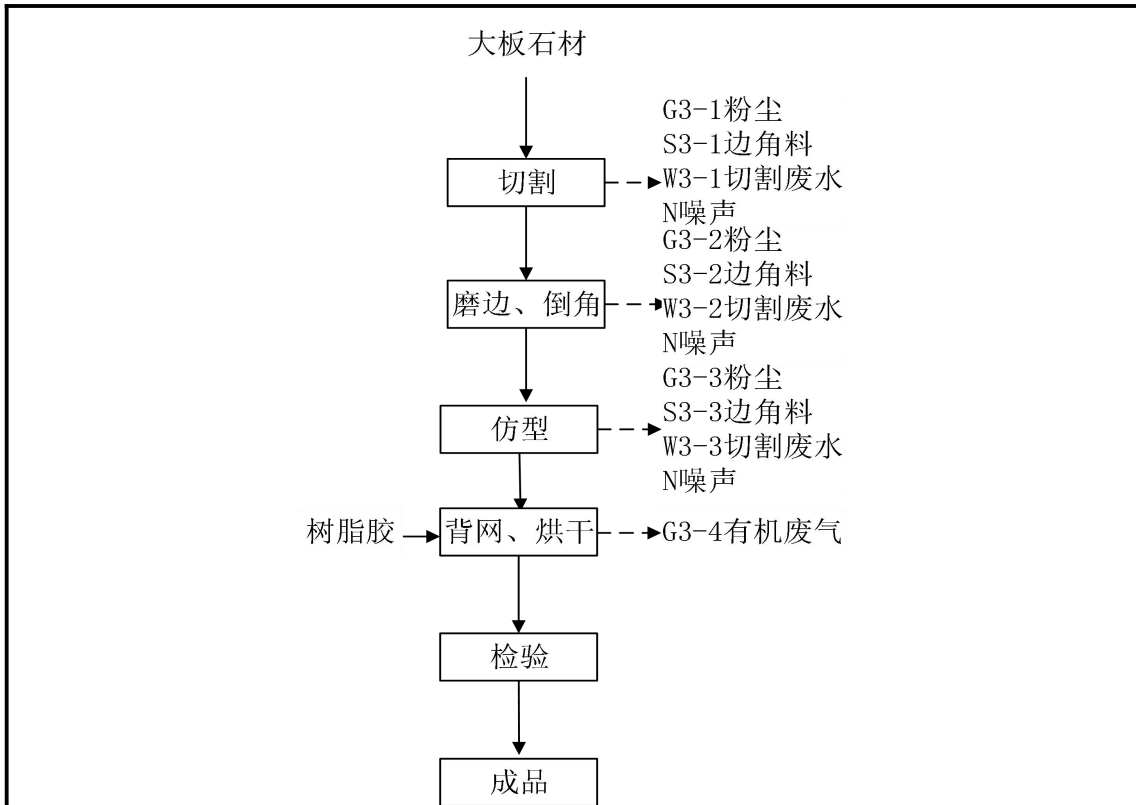 大板石材
G3-1粉尘
S3-1边角料
切割
W3-1切割废水
N噪声
G3-2粉尘
S3-2边角料
磨边、倒角
W3-2切割废水
N噪声
G3-3粉尘
S3-3边角料
仿型
W3-3切割废水
N噪声
树脂胶
背网、烘干
G3-4有机废气
检验
成品